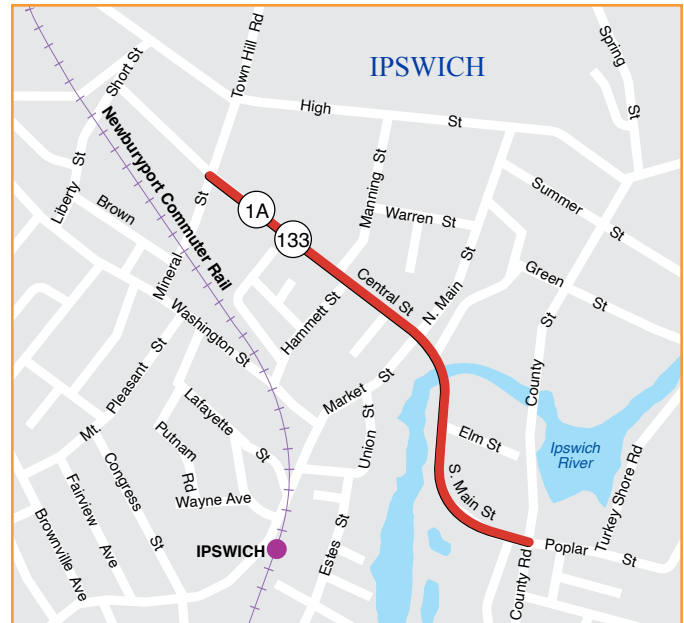 Short St
Town Hill Rd
IPSWICH
Spring St
High St
Newburyport Commuter Rail
Liberty St
Brown
Mineral St
1A
133
Manning St
Warren St
Summer St
Central St
N. Main St
Green St
Washington St
Hammett St
Market St
County St
Mt. Pleasant St
Lafayette St
Union St
Elm St
Ipswich
River
Putnam Rd
Congress St
Fairview Ave
Brownville Ave
Wayne Ave
S. Main St
Turkey Shore Rd
IPSWICH
Estes St
County Rd
Poplar St